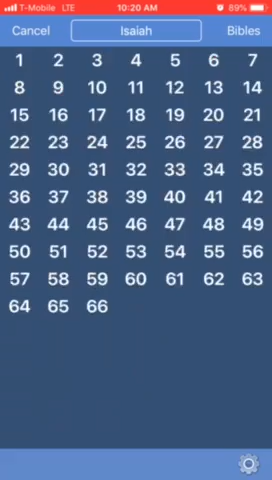 T-Mobile LTE 10:20 AM 89%
Cancel Isaiah Bibles
1 2 3 4 5 6 7
8 9 10 11 12 13 14
15 16 17 18 19 20 21
22 23 24 25 26 27 28
29 30 31 32 33 34 35
36 37 38 39 40 41 42
43 44 45 46 47 48 49
50 51 52 53 54 55 56
57 58 59 60 61 62 63
64 65 66